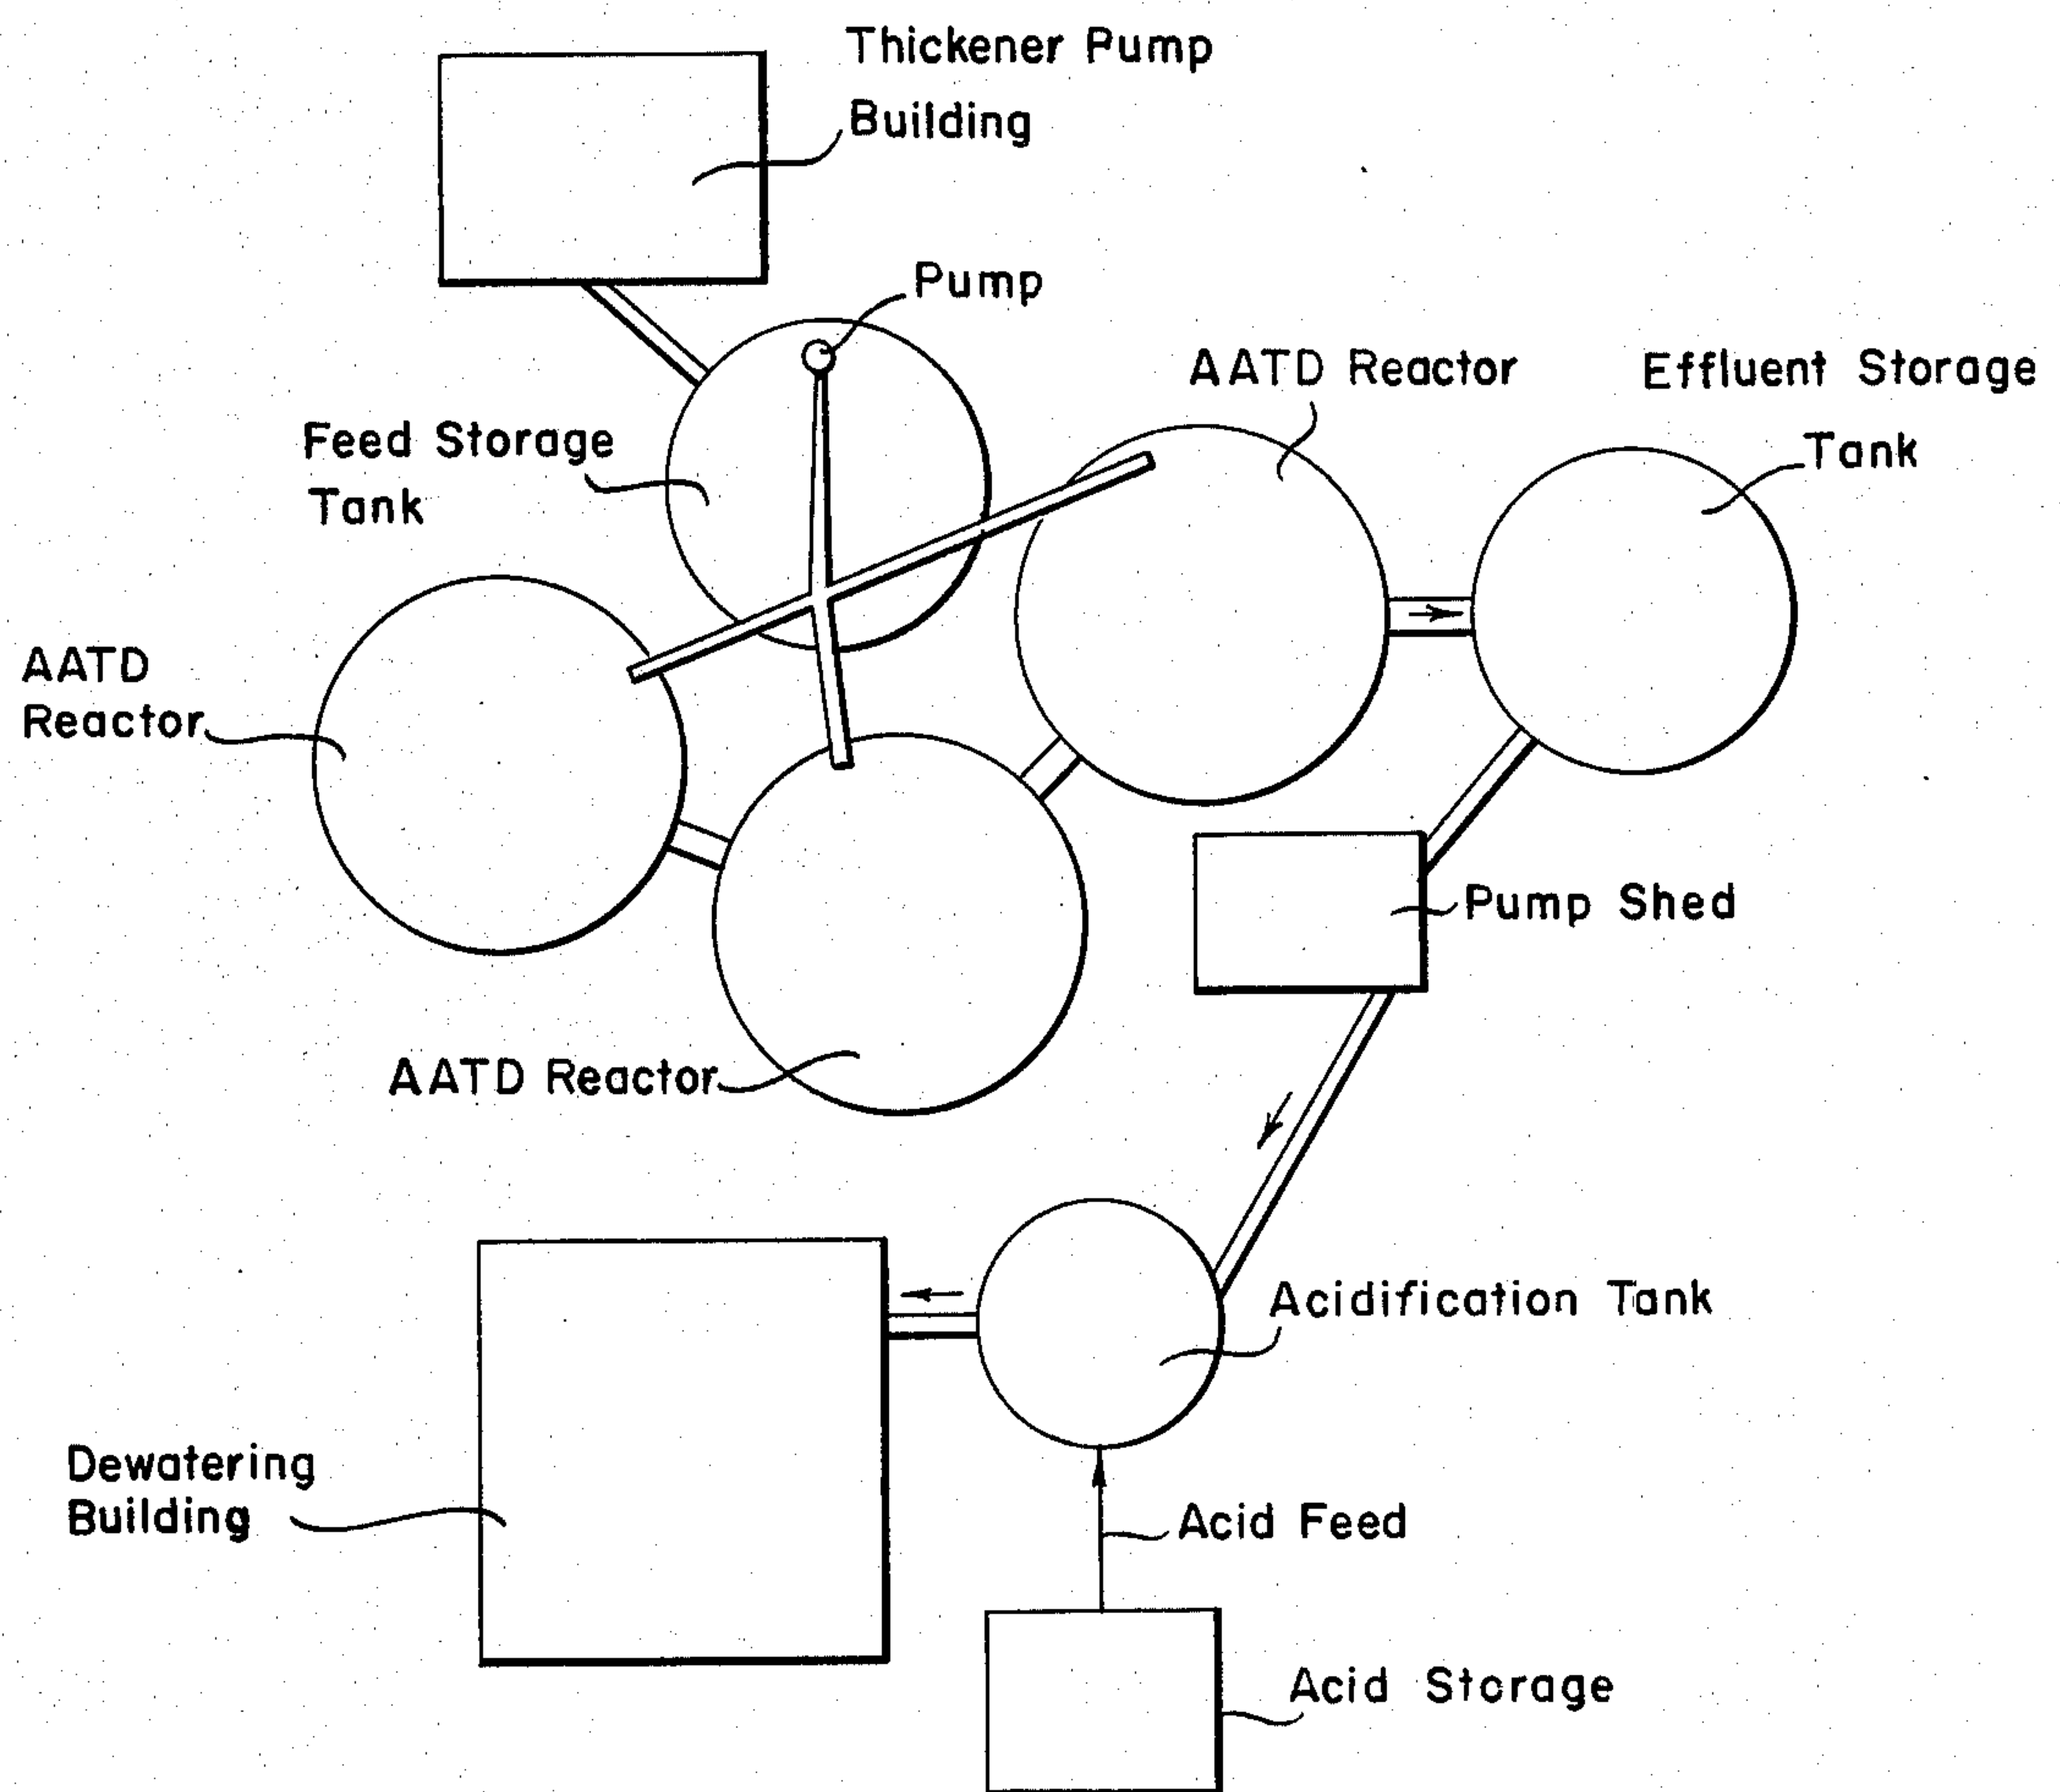 Thickener Pump
Building
Pump
AATD Reactor
Effluent Storage
Tank
Feed Storage
Tank
AATD
Reactor
Pump Shed
AATD Reactor
Acidification Tank
Dewatering
Building
Acid Feed
Acid Storage